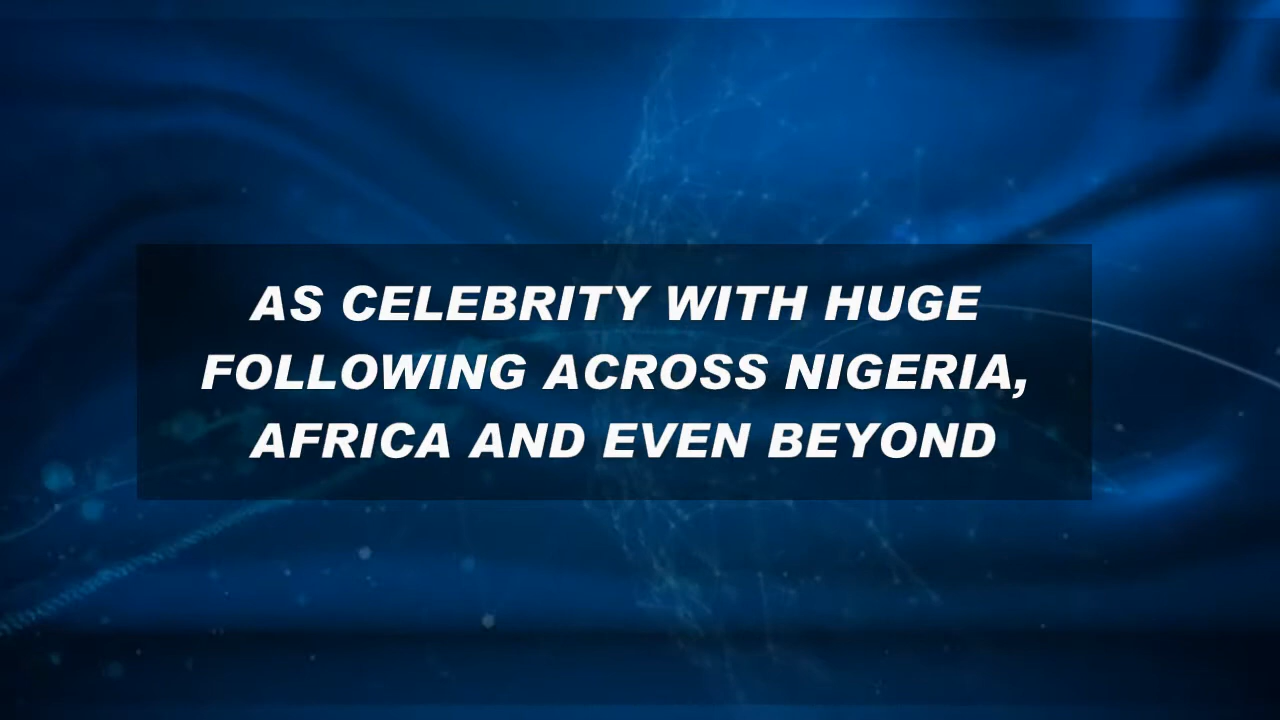 AS CELEBRITY WITH HUGE
FOLLOWING ACROSS NIGERIA,
AFRICA AND EVEN BEYOND